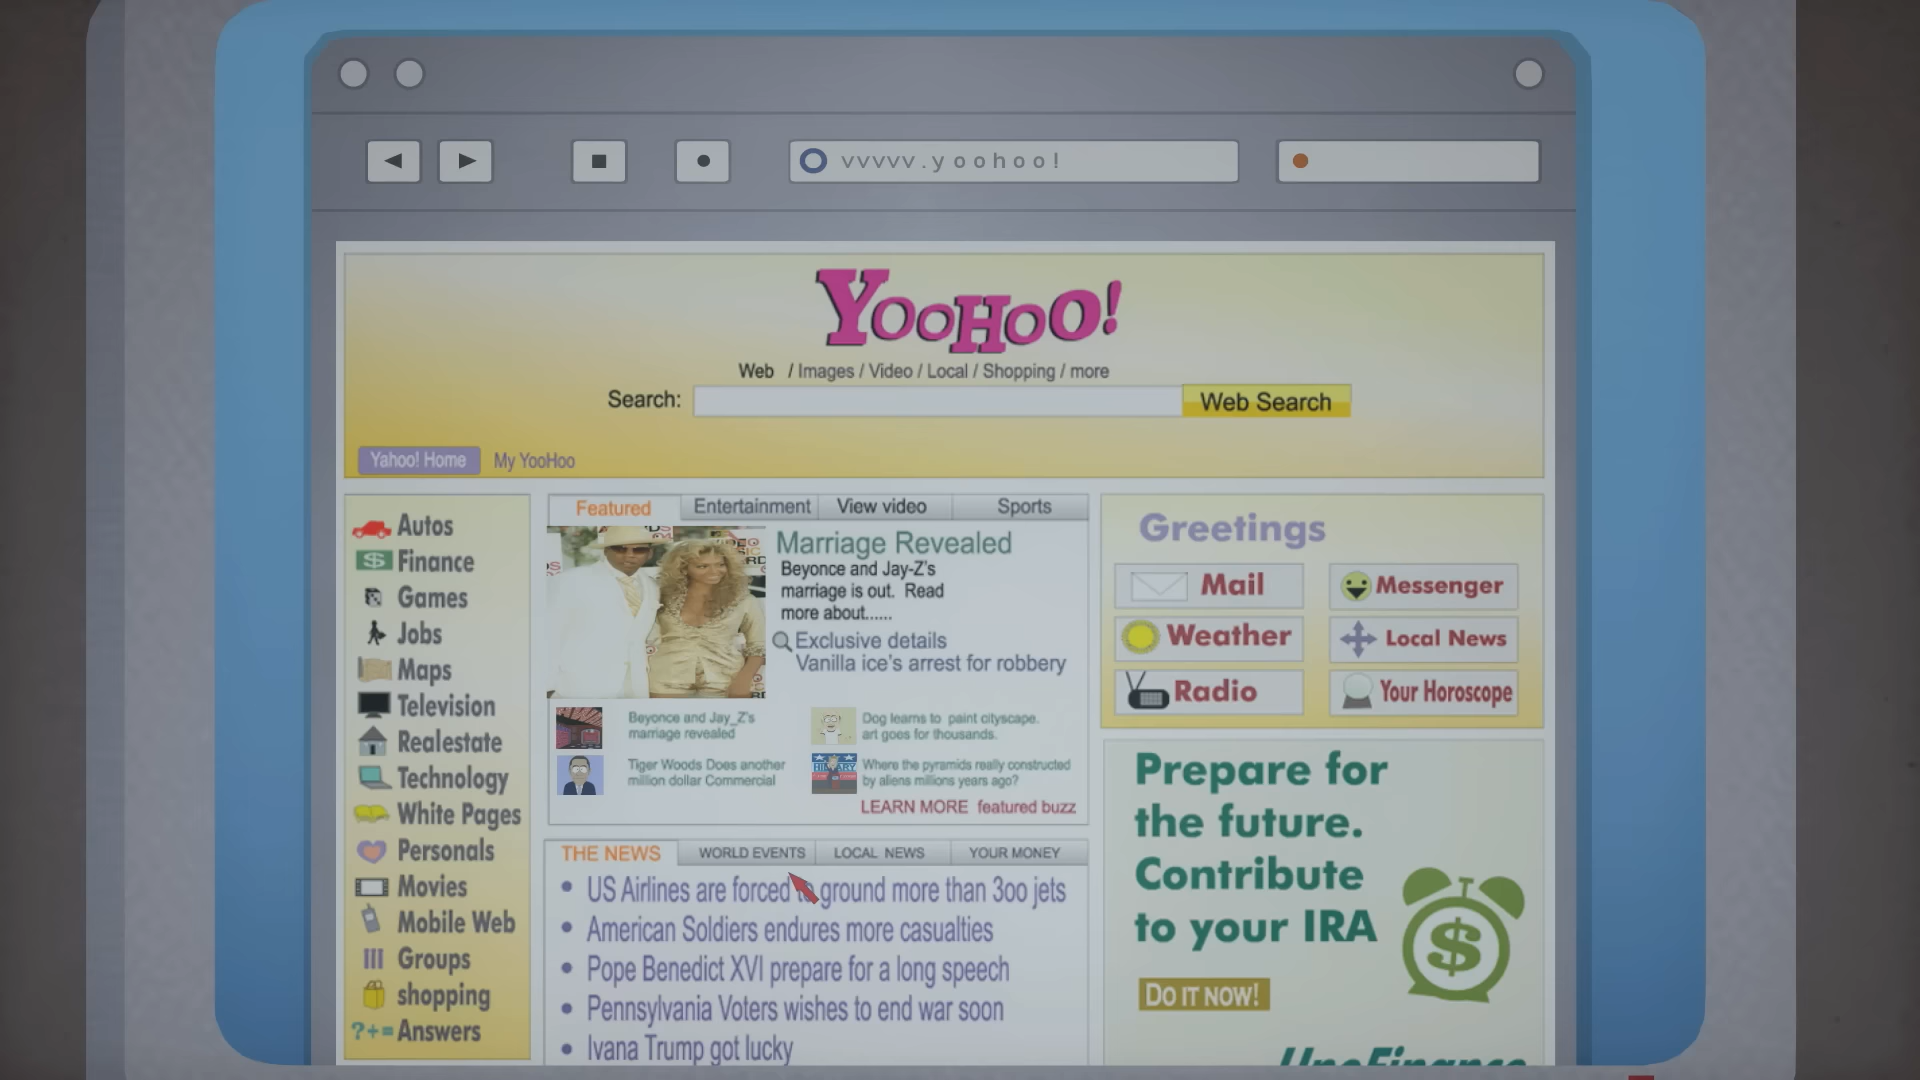 vvvvv.yoohoo!
YooHoo!
Web / Images / Video / Local / Shopping / more
Search:
Web Search
Yahoo! Home
My YooHoo
Autos
Finance
Games
Jobs
Maps
Television
Realestate
Technology
White Pages
Personals
Movies
Mobile Web
Groups
shopping
?+= Answers
Featured
Entertainment
View video
Sports
Marriage Revealed
Beyonce and Jay-Z's
marriage is out. Read
more about......
Exclusive details
Vanilla ice's arrest for robbery
Beyonce and Jay_Z's
marriage revealed
Tiger Woods Does another
million dollar Commercial
Dog learns to paint cityscape.
art goes for thousands.
Where the pyramids really constructed
by aliens millions years ago?
LEARN MORE featured buzz
THE NEWS
WORLD EVENTS
LOCAL NEWS
YOUR MONEY
• US Airlines are forced to ground more than 3oo jets
• American Soldiers endures more casualties
• Pope Benedict XVI prepare for a long speech
• Pennsylvania Voters wishes to end war soon
• Ivana Trump got lucky
Greetings
Mail
Messenger
Weather
Local News
Radio
Your Horoscope
Prepare for
the future.
Contribute
to your IRA
$
DO IT NOW!